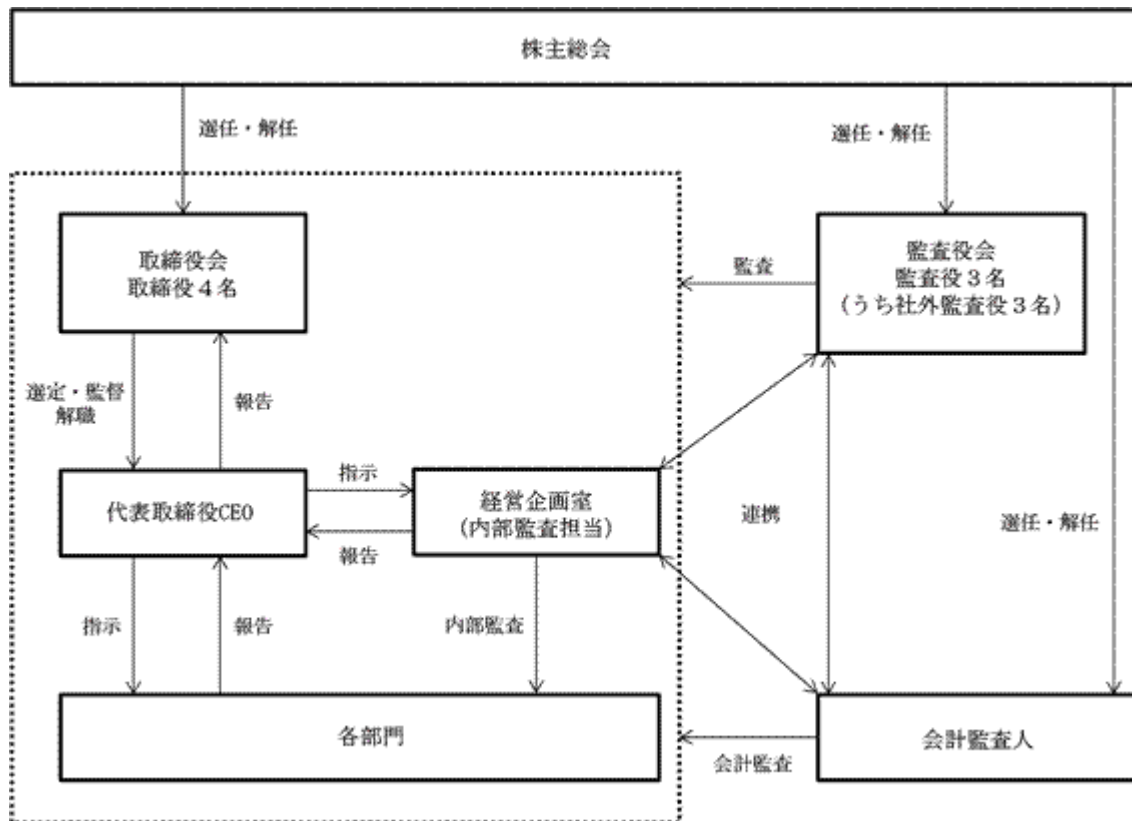 株主総会
選任・解任
選任・解任
取締役会
取締役４名
監査
監査役会
監査役３名
（うち社外監査役３名）
選定・監督
解職
報告
代表取締役CEO
指示
報告
経営企画室
（内部監査担当）
連携
選任・解任
指示
報告
内部監査
各部門
会計監査
会計監査人